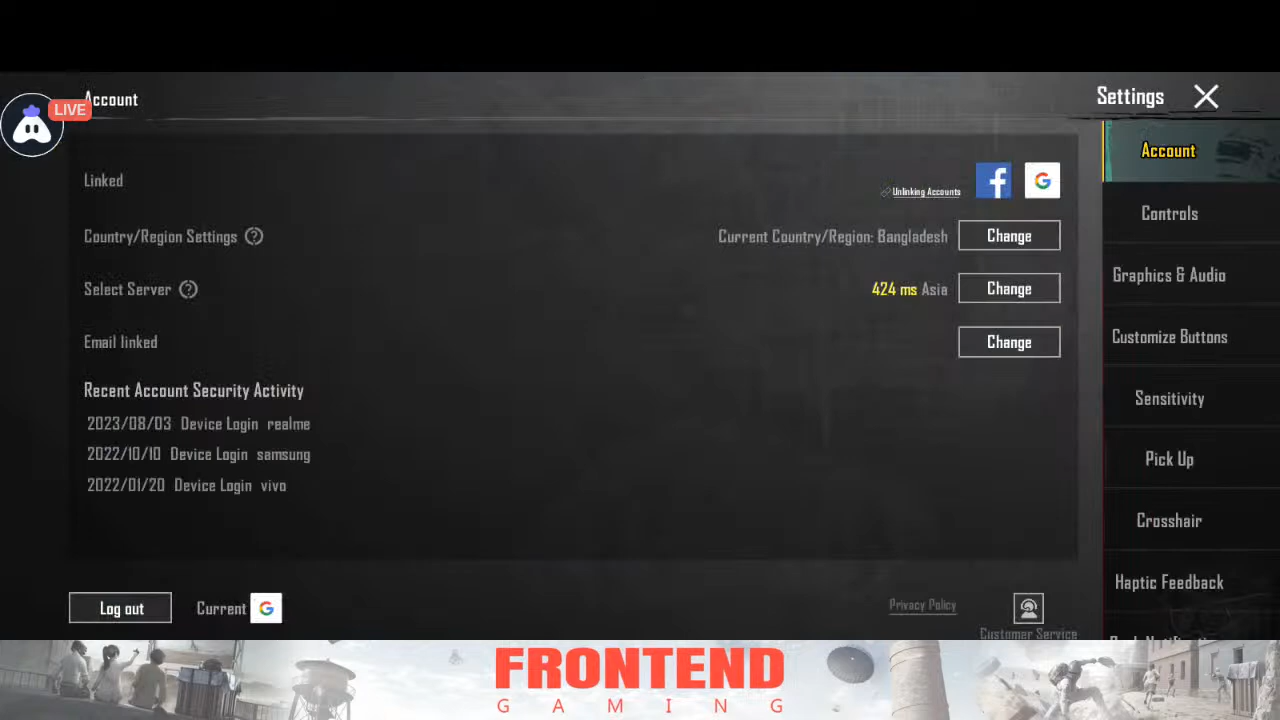 LIVE
Account
Settings
Account
Linked
Unlinking Accounts
Controls
Country/Region Settings
Current Country/Region: Bangladesh
Change
Select Server
424 ms Asia
Change
Graphics & Audio
Email linked
Change
Customize Buttons
Recent Account Security Activity
2023/08/03 Device Login realme
2022/10/10 Device Login samsung
2022/01/20 Device Login vivo
Sensitivity
Pick Up
Crosshair
Haptic Feedback
Log out
Current
Privacy Policy
Customer Service
FRONTEND
GAMING